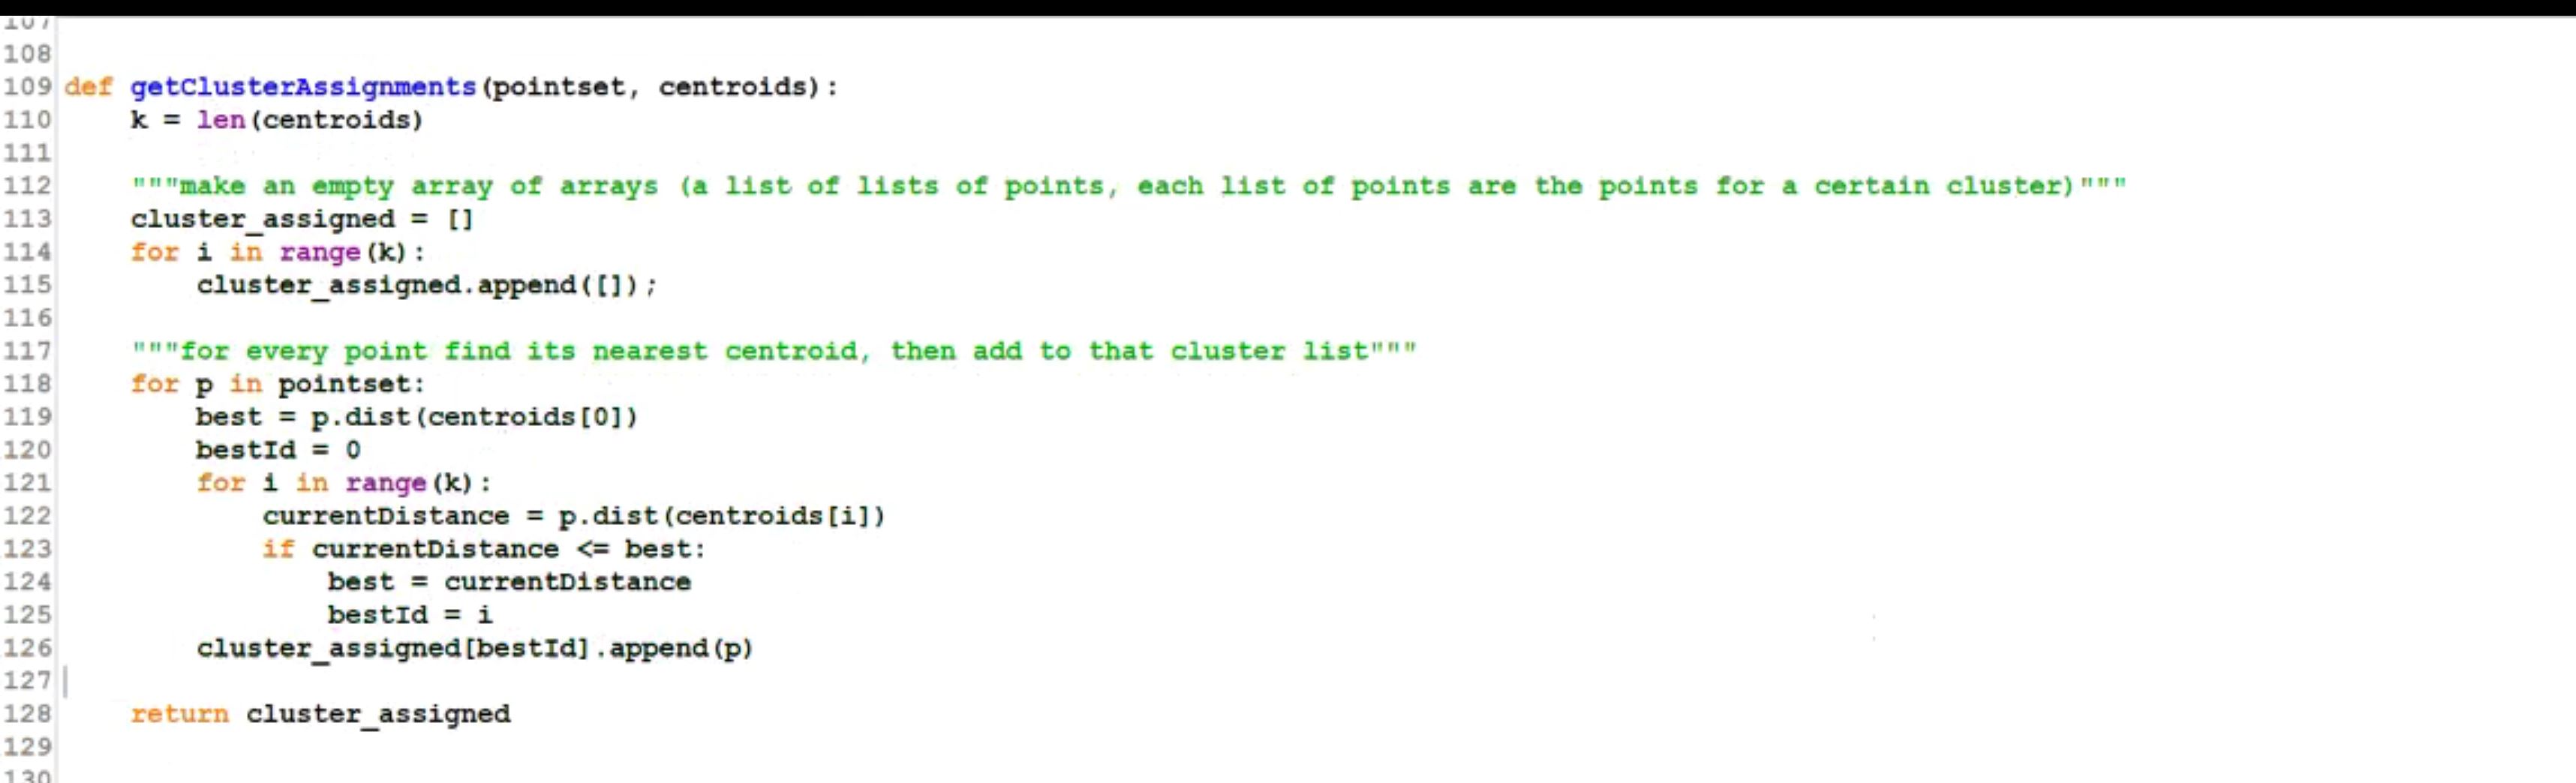 108
109 def getClusterAssignments(pointset, centroids):
110     k = len(centroids)
111
112     """make an empty array of arrays (a list of lists of points, each list of points are the points for a certain cluster)"""
113     cluster_assigned = []
114     for i in range(k):
115         cluster_assigned.append([]);
116
117     """for every point find its nearest centroid, then add to that cluster list"""
118     for p in pointset:
119         best = p.dist(centroids[0])
120         bestId = 0
121         for i in range(k):
122             currentDistance = p.dist(centroids[i])
123             if currentDistance <= best:
124                 best = currentDistance
125                 bestId = i
126         cluster_assigned[bestId].append(p)
127
128     return cluster_assigned
129
130